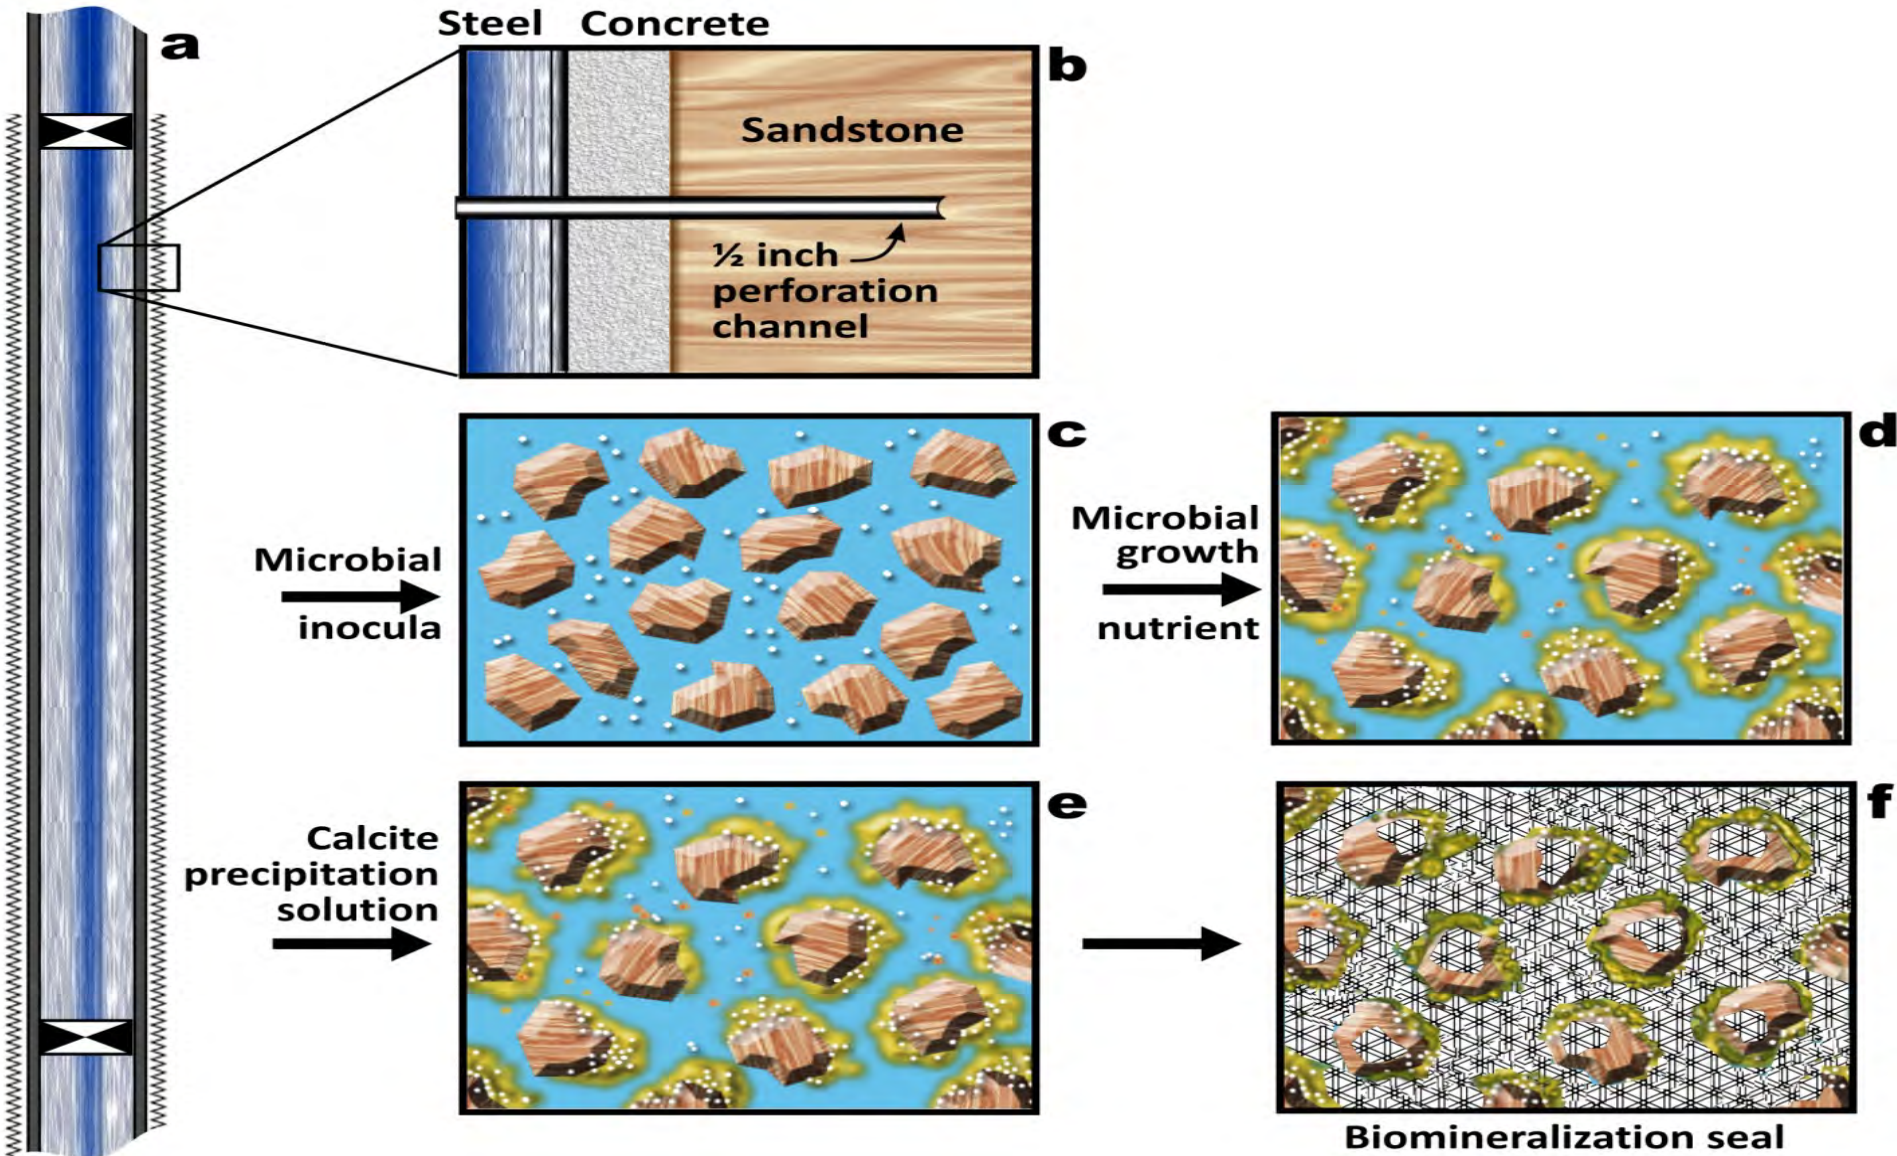 a
Steel Concrete
b
Sandstone
½ inch
perforation
channel
Microbial
inocula
c
Microbial
growth
nutrient
d
Calcite
precipitation
solution
e
f
Biomineralization seal